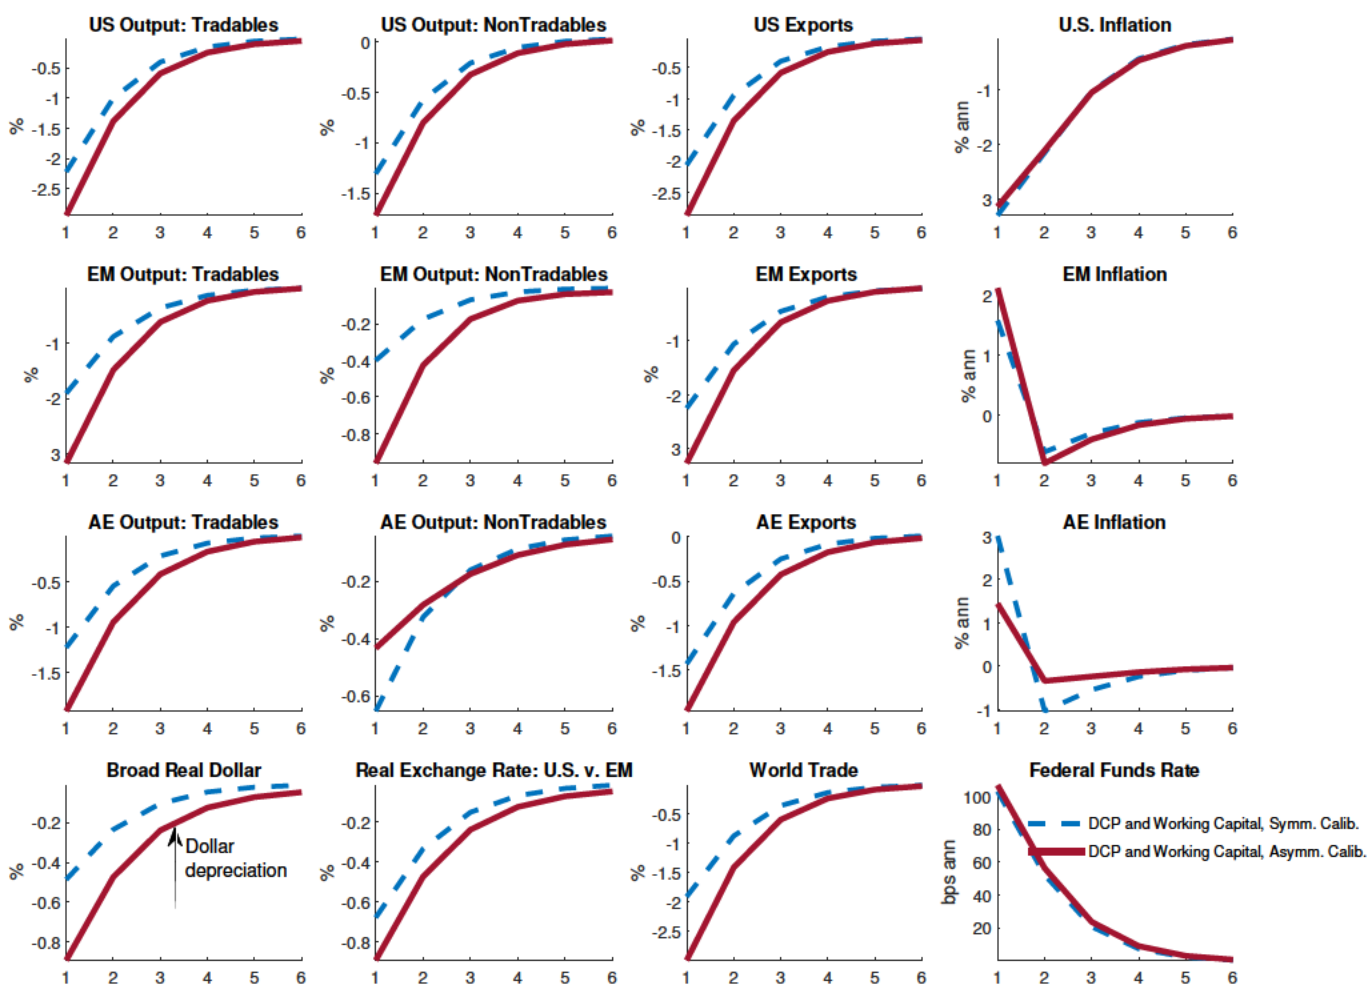 US Output: Tradables
-0.5
-1
-1.5
-2
-2.5
%
1 2 3 4 5 6
US Output: NonTradables
0
-0.5
-1
-1.5
%
1 2 3 4 5 6
US Exports
-0.5
-1
-1.5
-2
-2.5
%
1 2 3 4 5 6
U.S. Inflation
-1
-2
3
% ann
1 2 3 4 5 6
EM Output: Tradables
-1
-2
3
%
1 2 3 4 5 6
EM Output: NonTradables
-0.2
-0.4
-0.6
-0.8
%
1 2 3 4 5 6
EM Exports
-1
-2
3
%
1 2 3 4 5 6
EM Inflation
2
1
0
% ann
1 2 3 4 5 6
AE Output: Tradables
-0.5
-1
-1.5
%
1 2 3 4 5 6
AE Output: NonTradables
-0.2
-0.4
-0.6
%
1 2 3 4 5 6
AE Exports
0
-0.5
-1
-1.5
%
1 2 3 4 5 6
AE Inflation
3
2
1
0
-1
% ann
1 2 3 4 5 6
Broad Real Dollar
-0.2
-0.4
-0.6
-0.8
%
Dollar
depreciation
1 2 3 4 5 6
Real Exchange Rate: U.S. v. EM
-0.2
-0.4
-0.6
-0.8
%
1 2 3 4 5 6
World Trade
-0.5
-1
-1.5
-2
-2.5
%
1 2 3 4 5 6
Federal Funds Rate
100
80
60
40
20
bps ann
DCP and Working Capital, Symm. Calib.
DCP and Working Capital, Asymm. Calib.
1 2 3 4 5 6